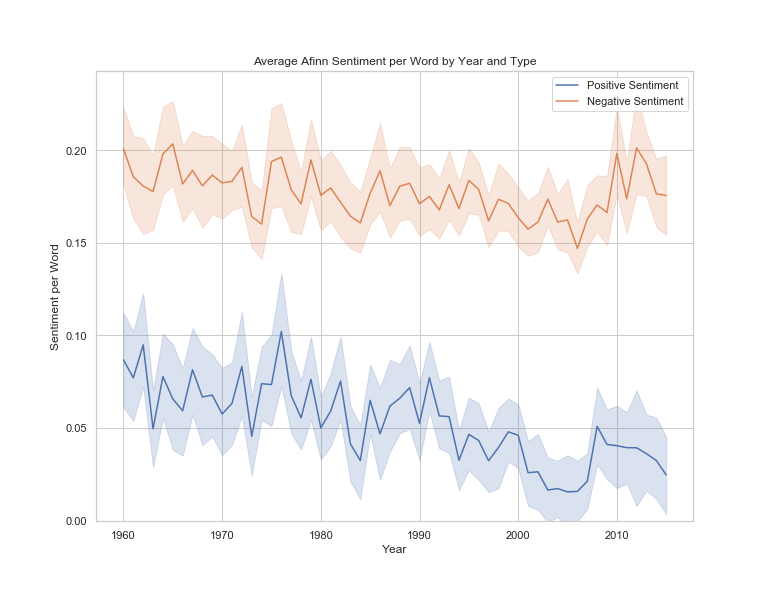 Average Afinn Sentiment per Word by Year and Type
Positive Sentiment
Negative Sentiment
0.20
0.15
0.10
0.05
0.00
Sentiment per Word
1960 1970 1980 1990 2000 2010
Year